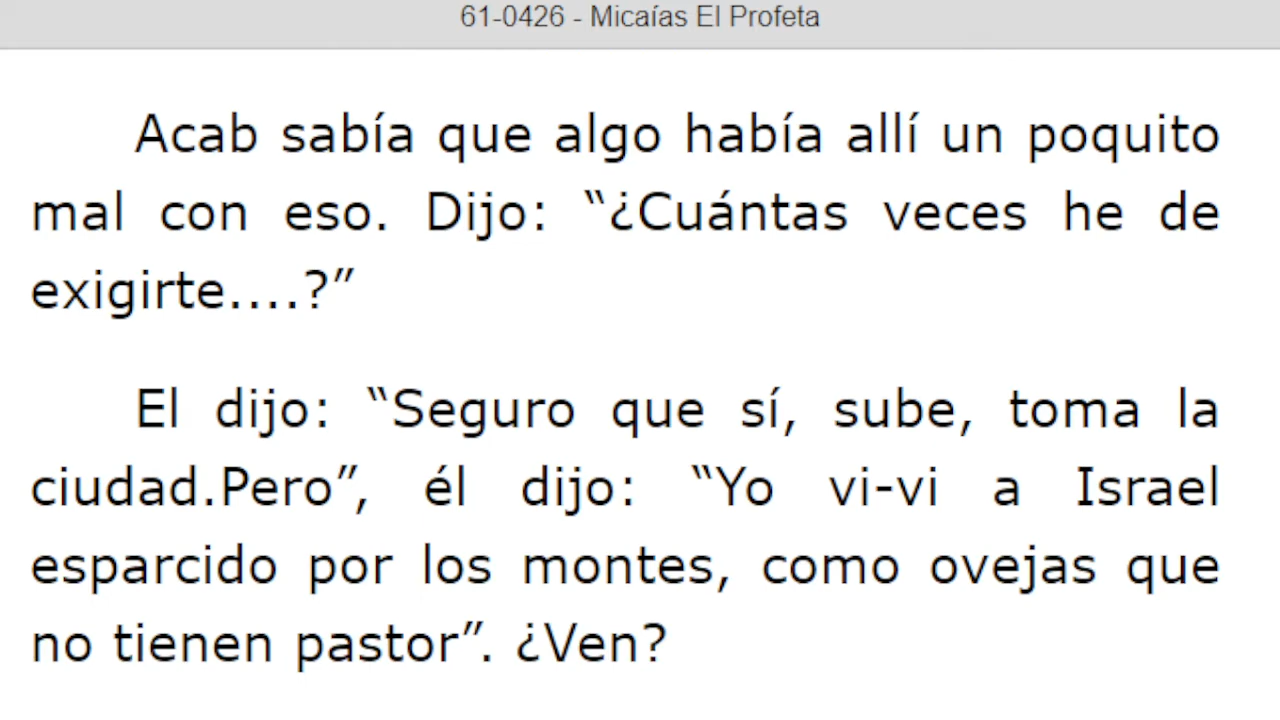 61-0426 - Micaías El Profeta
Acab sabía que algo había allí un poquito
mal con eso. Dijo: “¿Cuántas veces he de
exigirte....?”
El dijo: “Seguro que sí, sube, toma la
ciudad.Pero”, él dijo: “Yo vi-vi a Israel
esparcido por los montes, como ovejas que
no tienen pastor”. ¿Ven?